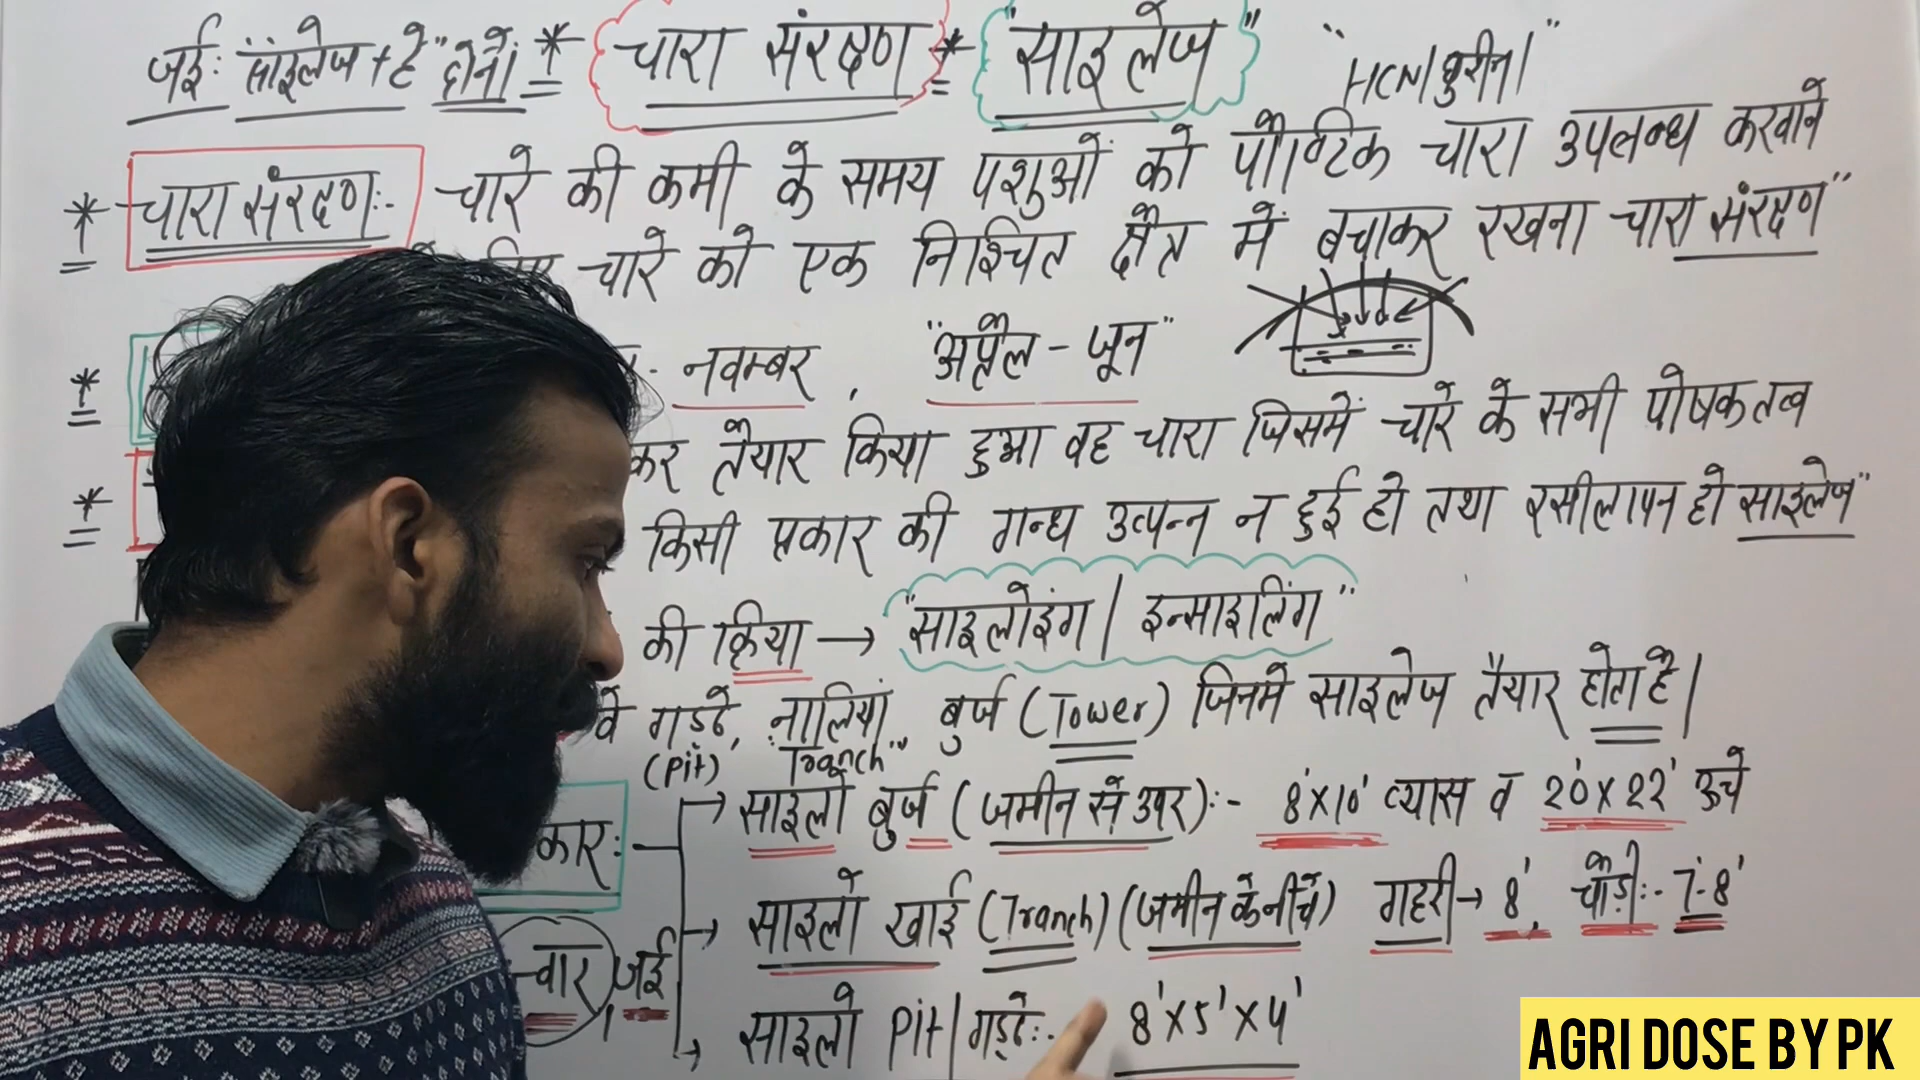 जई: "साइलेज + हे" दोनों। * चारा संरक्षण * "साइलेज" "HCN/धुरीन।"
* चारा संरक्षण:- चारे की कमी के समय पशुओं को पौष्टिक चारा उपलब्ध करवाने
चारे को एक निश्चित क्षेत्र में बचाकर रखना चारा संरक्षण"
* नवम्बर, "अप्रैल - जून"
* कर तैयार किया हुआ वह चारा जिसमें चारे के सभी पोषक तत्व
किसी प्रकार की गन्ध उत्पन्न न हुई हो तथा रसीलापन हो साइलेज"
की क्रिया → "साइलोइंग / इन्साइलिंग"
वे गड्ढे, नालियां, बुर्ज (Tower) जिनमें साइलेज तैयार होता है।
(Pit) Tranch"
कार: → साइलो बुर्ज (जमीन से उपर):- 8'x10' व्यास व 20'x22' ऊचे
→ साइलो खाई (Tranch) (जमीन के नीचे) गहरी → 8', चौड़ी:- 7'-8'
वार, जई
→ साइलो Pit/गड्ढे:- 8'x5'x4'
AGRI DOSE BY PK